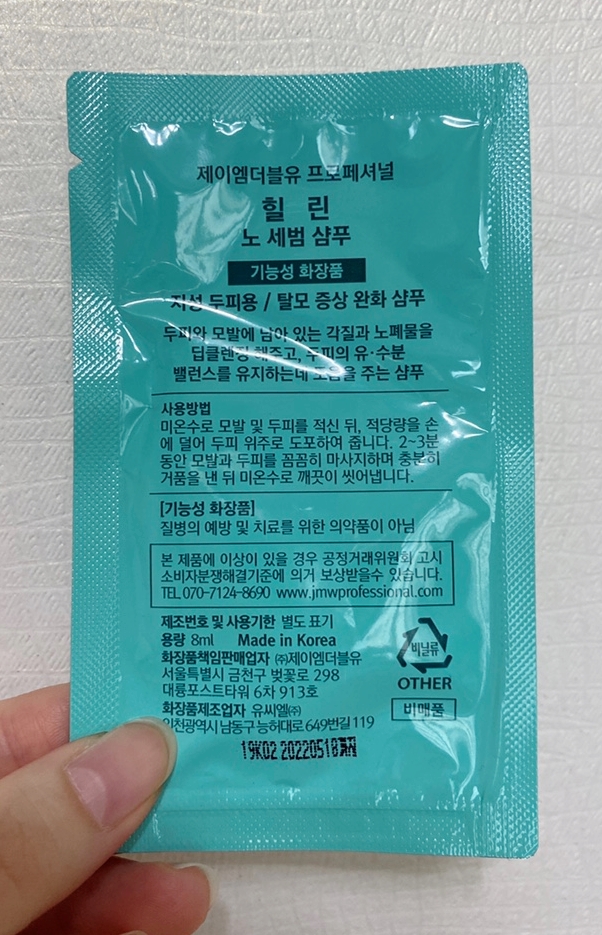 제이엠더블유 프로페셔널
힐 린
노 세범 샴푸
기능성 화장품
지성 두피용 / 탈모 증상 완화 샴푸
두피와 모발에 남아 있는 각질과 노폐물을
딥클렌징 해주고, 두피의 유·수분
밸런스를 유지하는데 도움을 주는 샴푸
사용방법
미온수로 모발 및 두피를 적신 뒤, 적당량을 손
에 덜어 두피 위주로 도포하여 줍니다. 2~3분
동안 모발과 두피를 꼼꼼히 마사지하며 충분히
거품을 낸 뒤 미온수로 깨끗이 씻어냅니다.
[기능성 화장품]
질병의 예방 및 치료를 위한 의약품이 아님
본 제품에 이상이 있을 경우 공정거래위원회 고시
소비자분쟁해결기준에 의거 보상받을수 있습니다.
TEL.070-7124-8690 www.jmwprofessional.com
제조번호 및 사용기한 별도 표기
용량 8ml Made in Korea
화장품책임판매업자 ㈜제이엠더블유
서울특별시 금천구 벚꽃로 298
대륭포스트타워 6차 913호
화장품제조업자 유씨엘㈜
인천광역시 남동구 능허대로 649번길 119
비닐류
OTHER
비매품
19K02 20220518까지